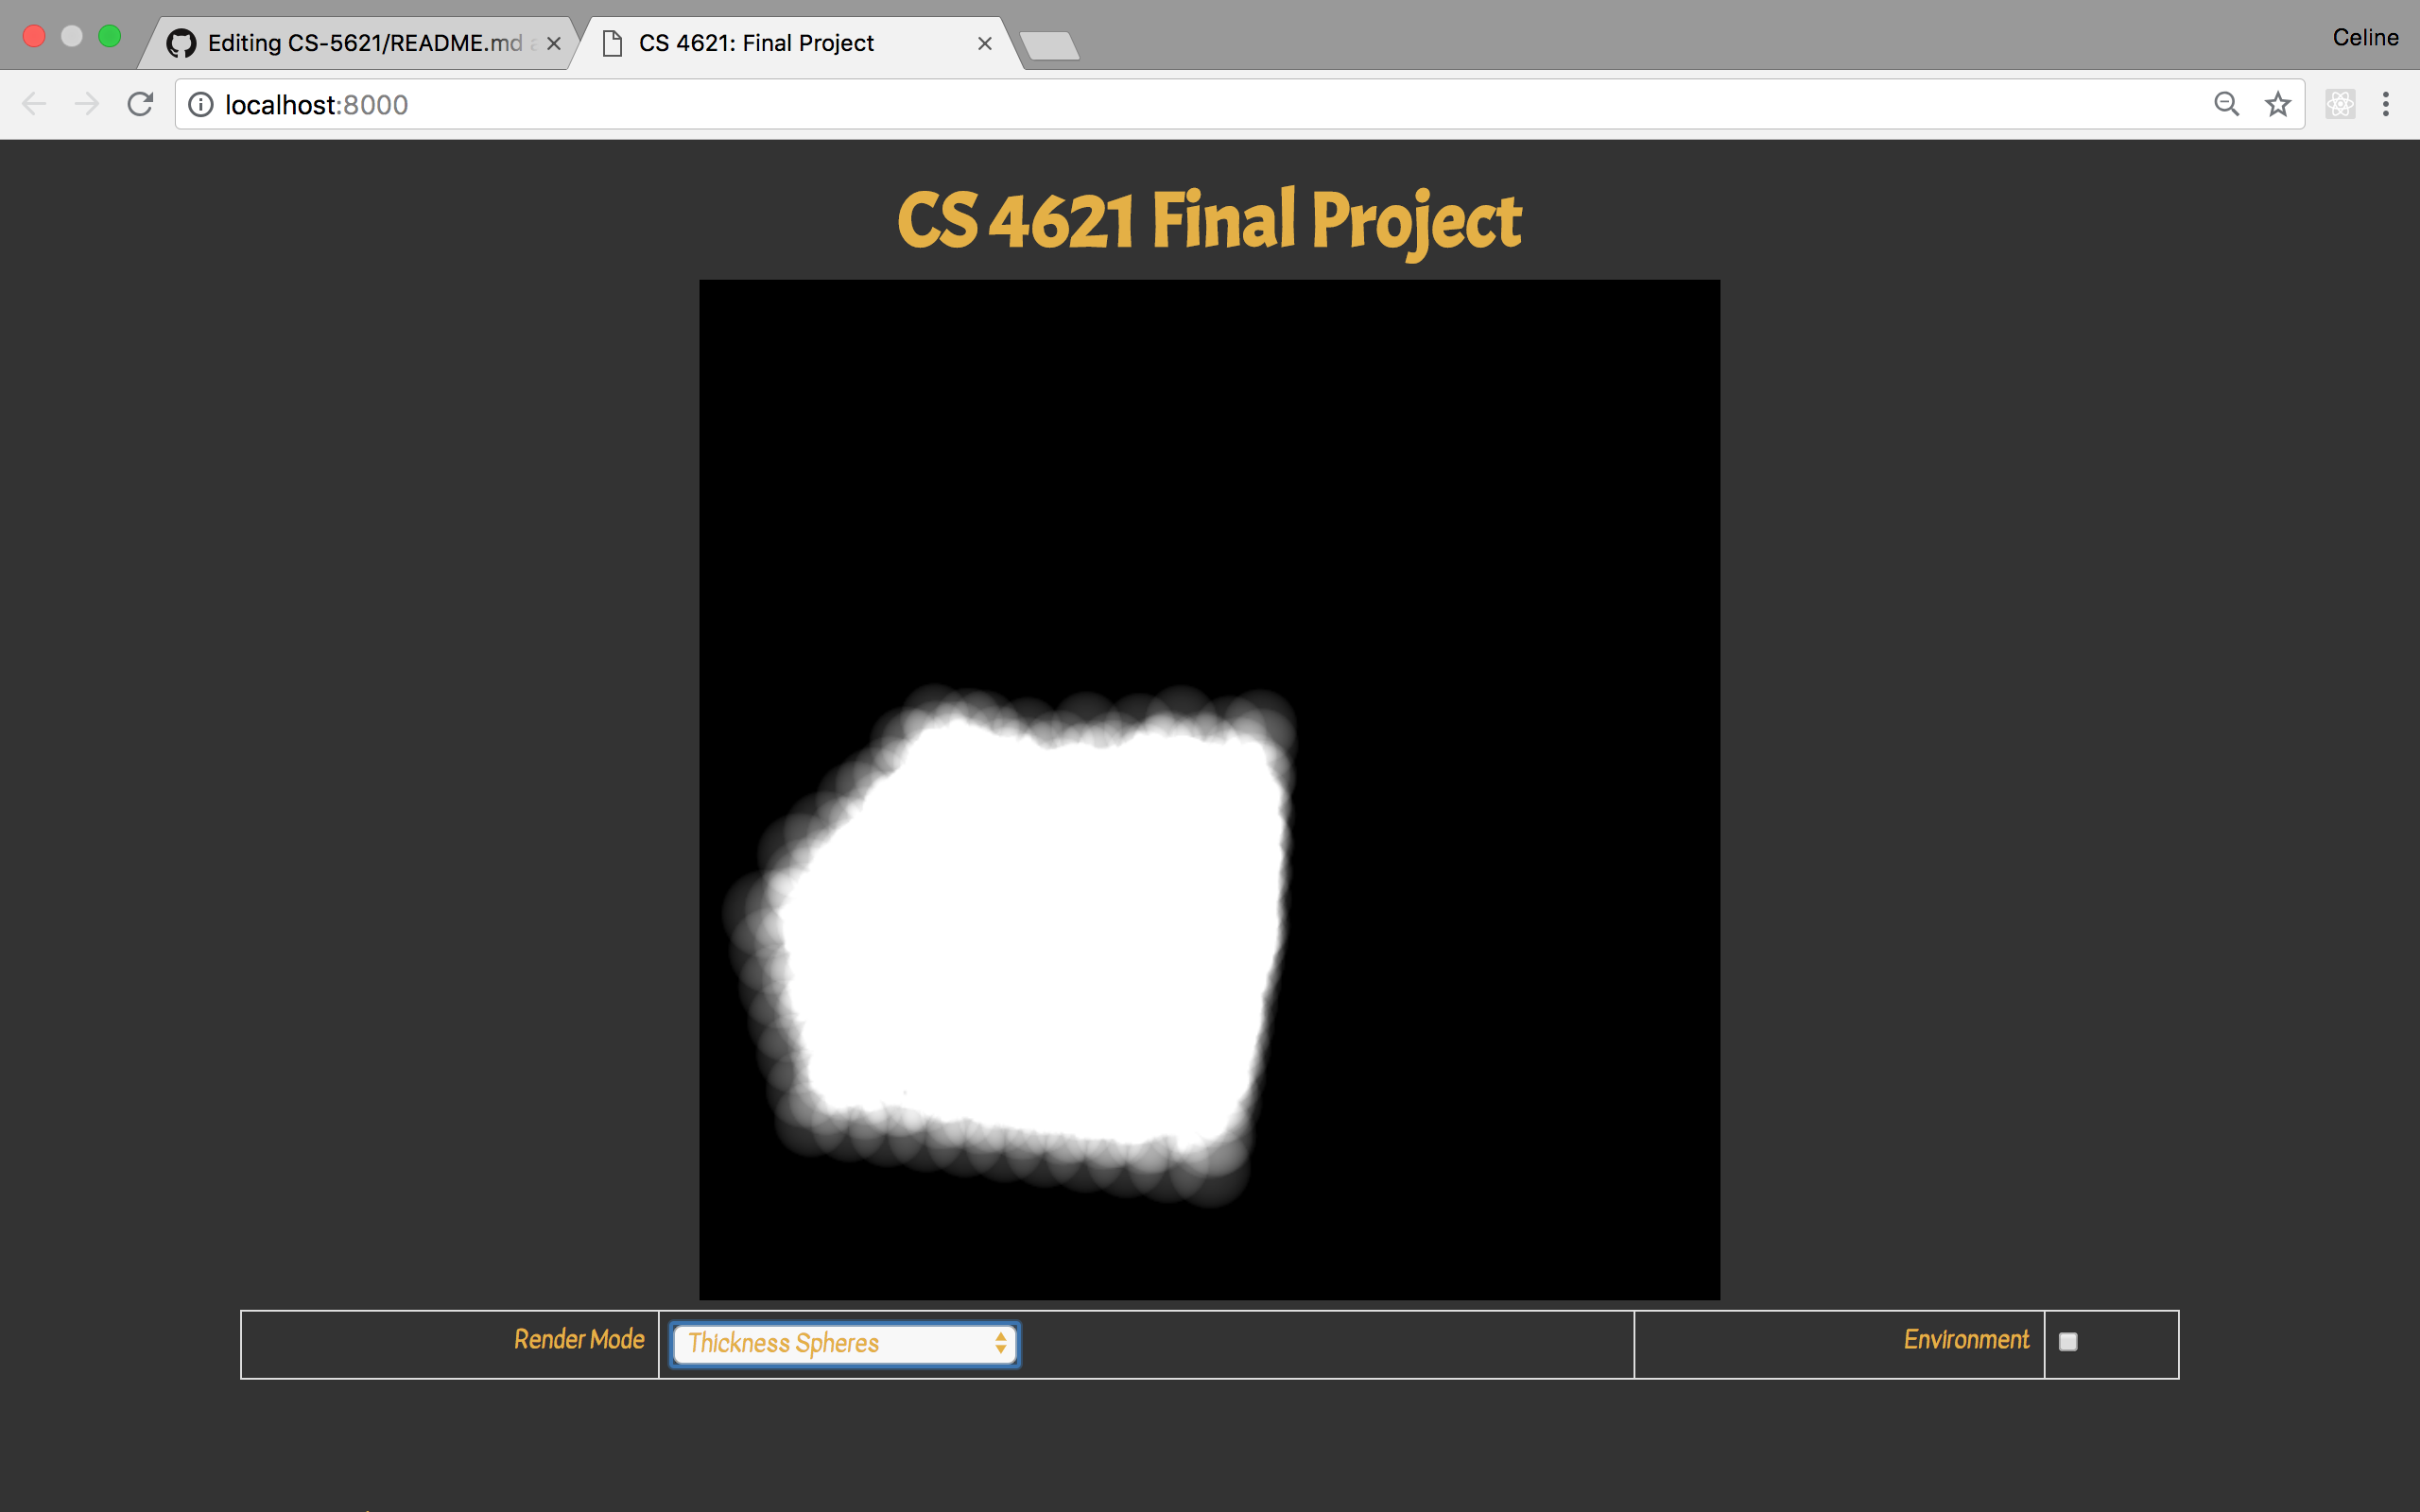 Editing CS-5621/README.md
CS 4621: Final Project
Celine
localhost:8000
CS 4621 Final Project
Render Mode
Thickness Spheres
Environment